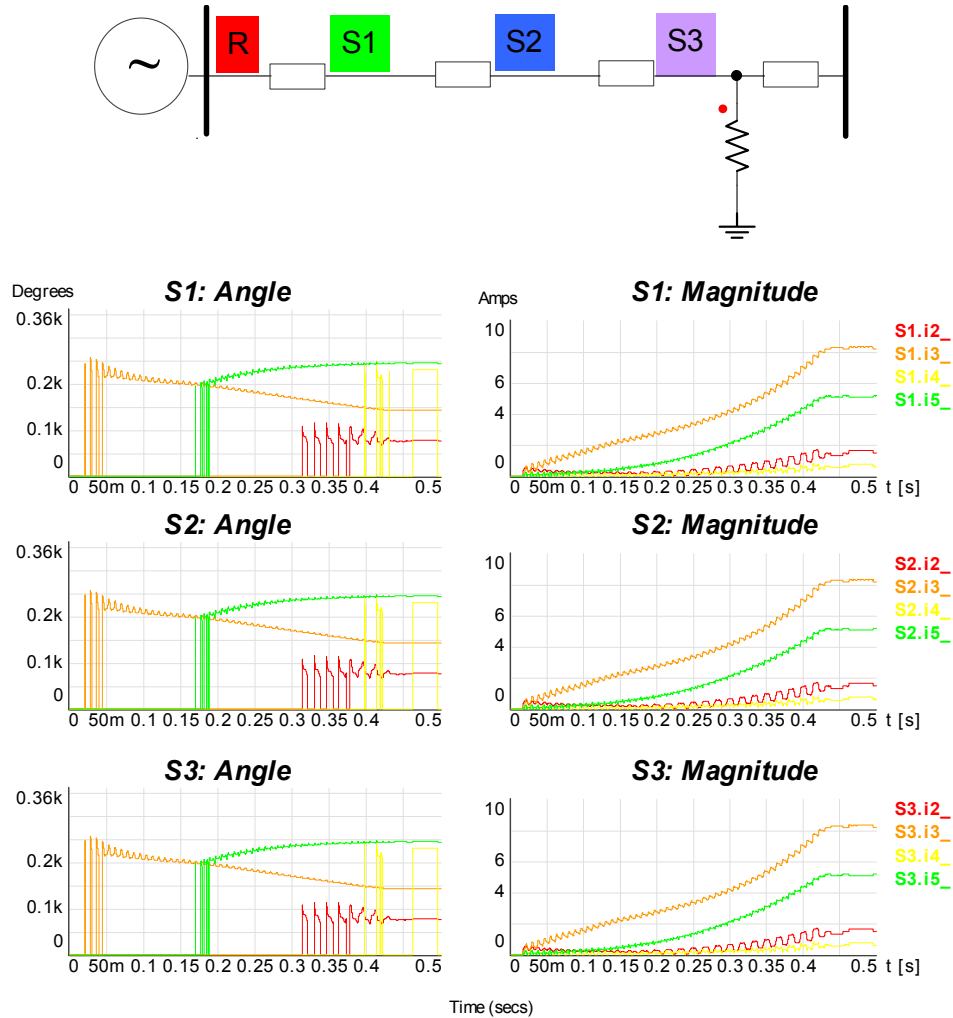 R S1 S2 S3
~
Degrees S1: Angle
0.36k
0.2k
0.1k
0
0 50m 0.1 0.15 0.2 0.25 0.3 0.35 0.4 0.5
Amps S1: Magnitude
10
6
4
0
0 50m 0.1 0.15 0.2 0.25 0.3 0.35 0.4 0.5 t [s]
S1.i2_
S1.i3_
S1.i4_
S1.i5_
S2: Angle
0.36k
0.2k
0.1k
0
0 50m 0.1 0.15 0.2 0.25 0.3 0.35 0.4 0.5
S2: Magnitude
10
6
4
0
0 50m 0.1 0.15 0.2 0.25 0.3 0.35 0.4 0.5 t [s]
S2.i2_
S2.i3_
S2.i4_
S2.i5_
S3: Angle
0.36k
0.2k
0.1k
0
0 50m 0.1 0.15 0.2 0.25 0.3 0.35 0.4 0.5
S3: Magnitude
10
6
4
0
0 50m 0.1 0.15 0.2 0.25 0.3 0.35 0.4 0.5 t [s]
S3.i2_
S3.i3_
S3.i4_
S3.i5_
Time (secs)